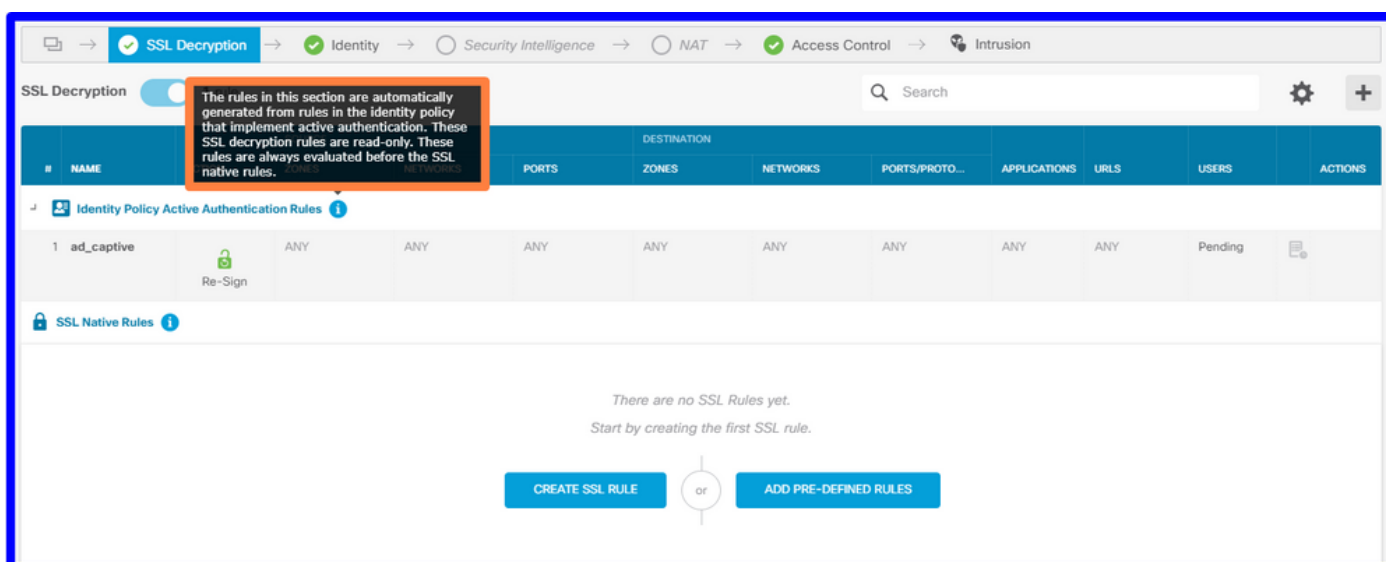 SSL Decryption
Identity
Security Intelligence
NAT
Access Control
Intrusion
SSL Decryption
Search
The rules in this section are automatically
generated from rules in the identity policy
that implement active authentication. These
SSL decryption rules are read-only. These
rules are always evaluated before the SSL
native rules.
DESTINATION
# NAME ZONES NETWORKS PORTS ZONES NETWORKS PORTS/PROTO... APPLICATIONS URLS USERS ACTIONS
Identity Policy Active Authentication Rules
1 ad_captive Re-Sign ANY ANY ANY ANY ANY ANY ANY ANY Pending
SSL Native Rules
There are no SSL Rules yet.
Start by creating the first SSL rule.
CREATE SSL RULE or ADD PRE-DEFINED RULES